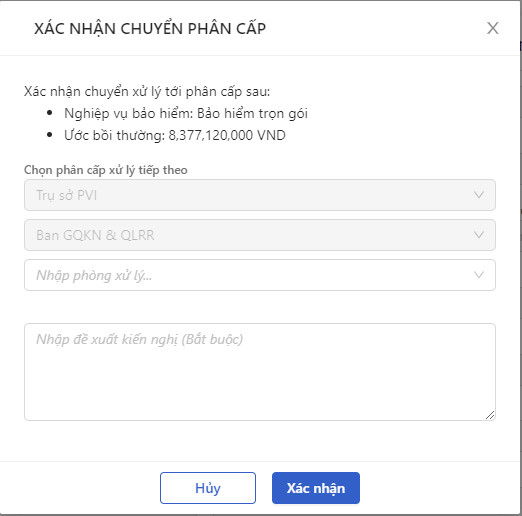 XÁC NHẬN CHUYỂN PHÂN CẤP
Xác nhận chuyển xử lý tới phân cấp sau:
• Nghiệp vụ bảo hiểm: Bảo hiểm trọn gói
• Ước bồi thường: 8,377,120,000 VND
Chọn phân cấp xử lý tiếp theo
Trụ sở PVI
Ban GQKN & QLRR
Nhập phòng xử lý...
Nhập đề xuất kiến nghị (Bắt buộc)
Hủy
Xác nhận